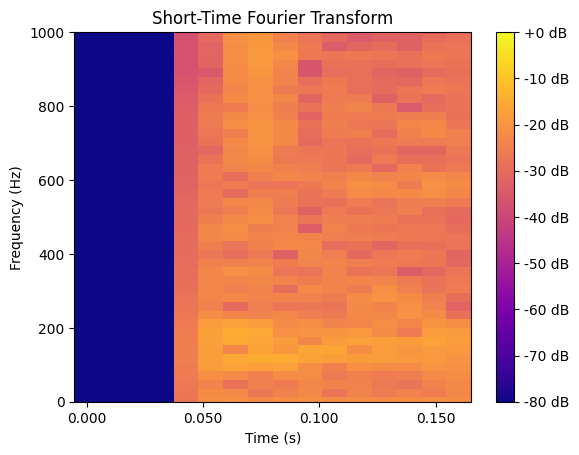 Short-Time Fourier Transform
1000
800
600
400
200
0
Frequency (Hz)
0.000
0.050
0.100
0.150
Time (s)
+0 dB
-10 dB
-20 dB
-30 dB
-40 dB
-50 dB
-60 dB
-70 dB
-80 dB